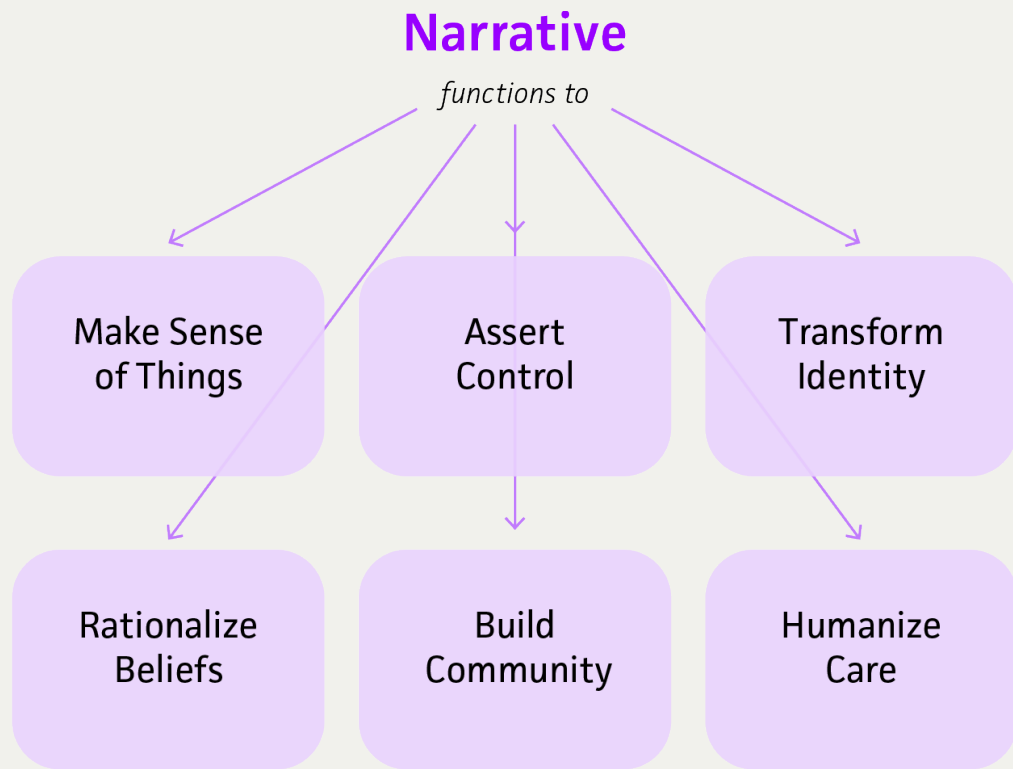 Narrative
functions to
Make Sense
of Things
Assert
Control
Transform
Identity
Rationalize
Beliefs
Build
Community
Humanize
Care